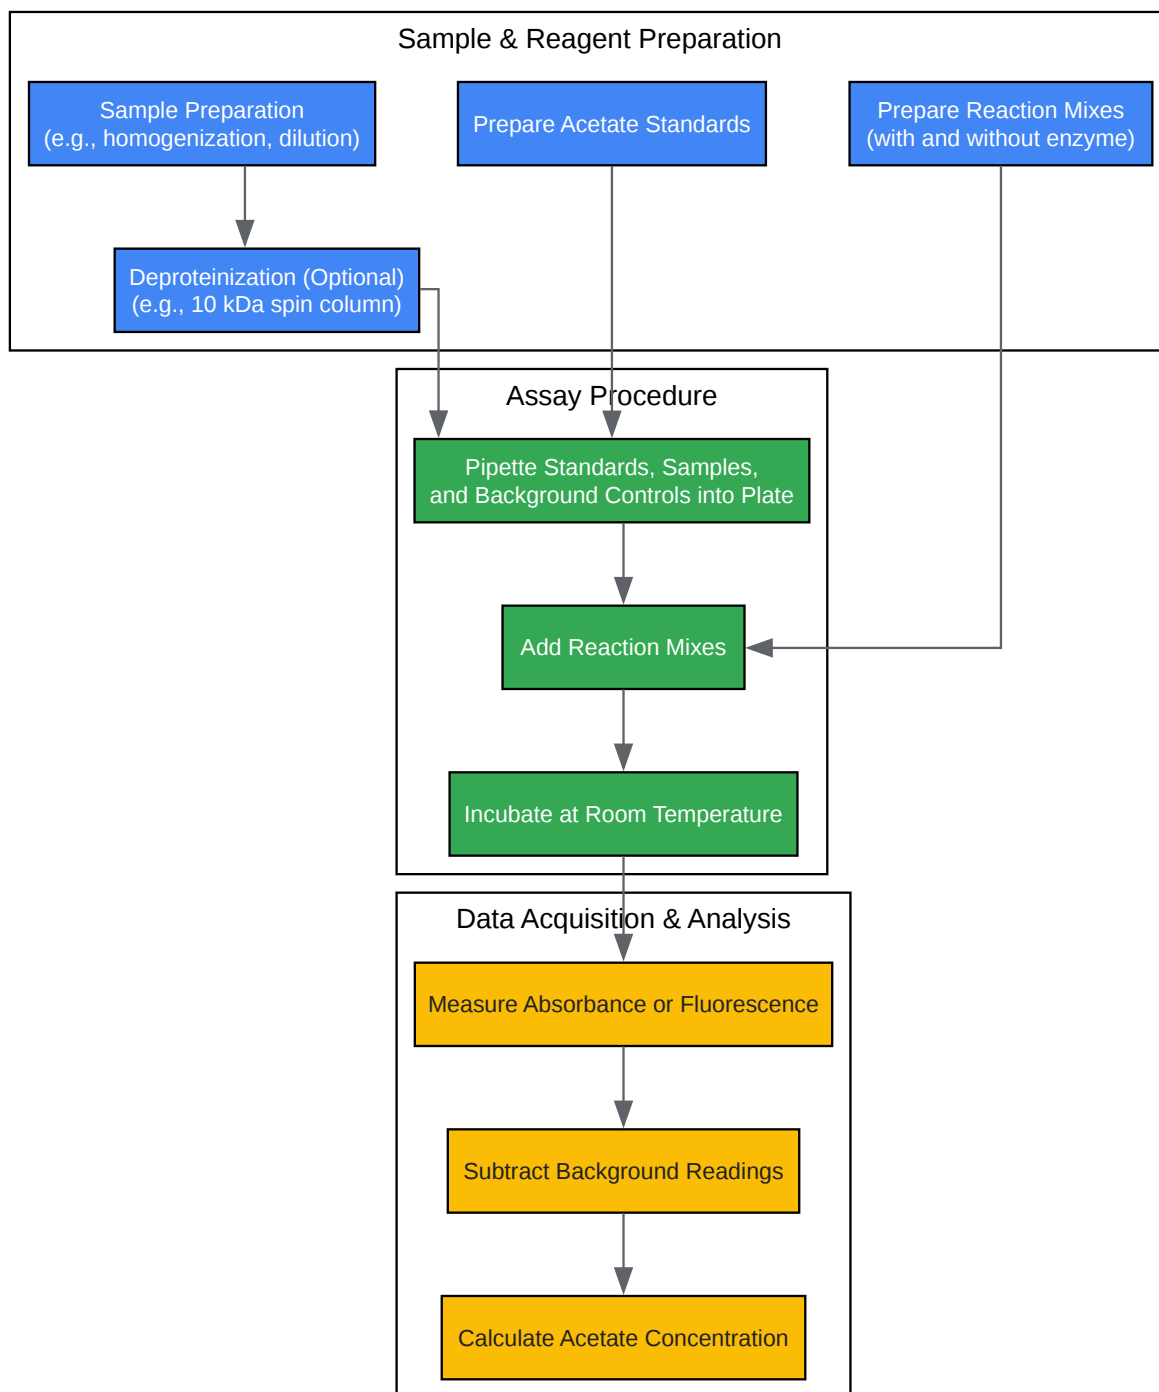 Sample & Reagent Preparation
Sample Preparation
(e.g., homogenization, dilution)
Prepare Acetate Standards
Prepare Reaction Mixes
(with and without enzyme)
Deproteinization (Optional)
(e.g., 10 kDa spin column)
Assay Procedure
Pipette Standards, Samples,
and Background Controls into Plate
Add Reaction Mixes
Incubate at Room Temperature
Data Acquisition & Analysis
Measure Absorbance or Fluorescence
Subtract Background Readings
Calculate Acetate Concentration